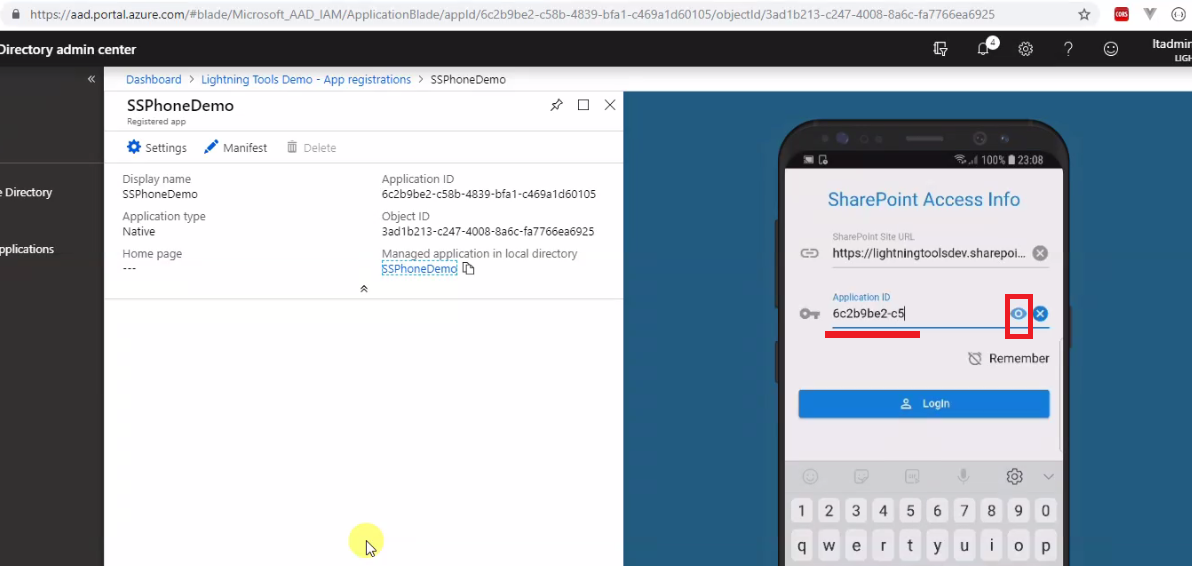 https://aad.portal.azure.com/#blade/Microsoft_AAD_IAM/ApplicationBlade/appId/6c2b9be2-c58b-4839-bfa1-c469a1d60105/objectId/3ad1b213-c247-4008-8a6c-fa7766ea6925
CORS
Directory admin center
4
?
ltadmin
LIGH
«
Dashboard > Lightning Tools Demo - App registrations > SSPhoneDemo
SSPhoneDemo
Registered app
Settings Manifest Delete
Display name
SSPhoneDemo
Application ID
6c2b9be2-c58b-4839-bfa1-c469a1d60105
Application type
Native
Object ID
3ad1b213-c247-4008-8a6c-fa7766ea6925
Home page
---
Managed application in local directory
SSPhoneDemo
e Directory
pplications
100% 23:08
SharePoint Access Info
SharePoint Site URL
https://lightningtoolsdev.sharepoi...
Application ID
6c2b9be2-c5
Remember
LogIn
1 2 3 4 5 6 7 8 9 0
q w e r t y u i o p